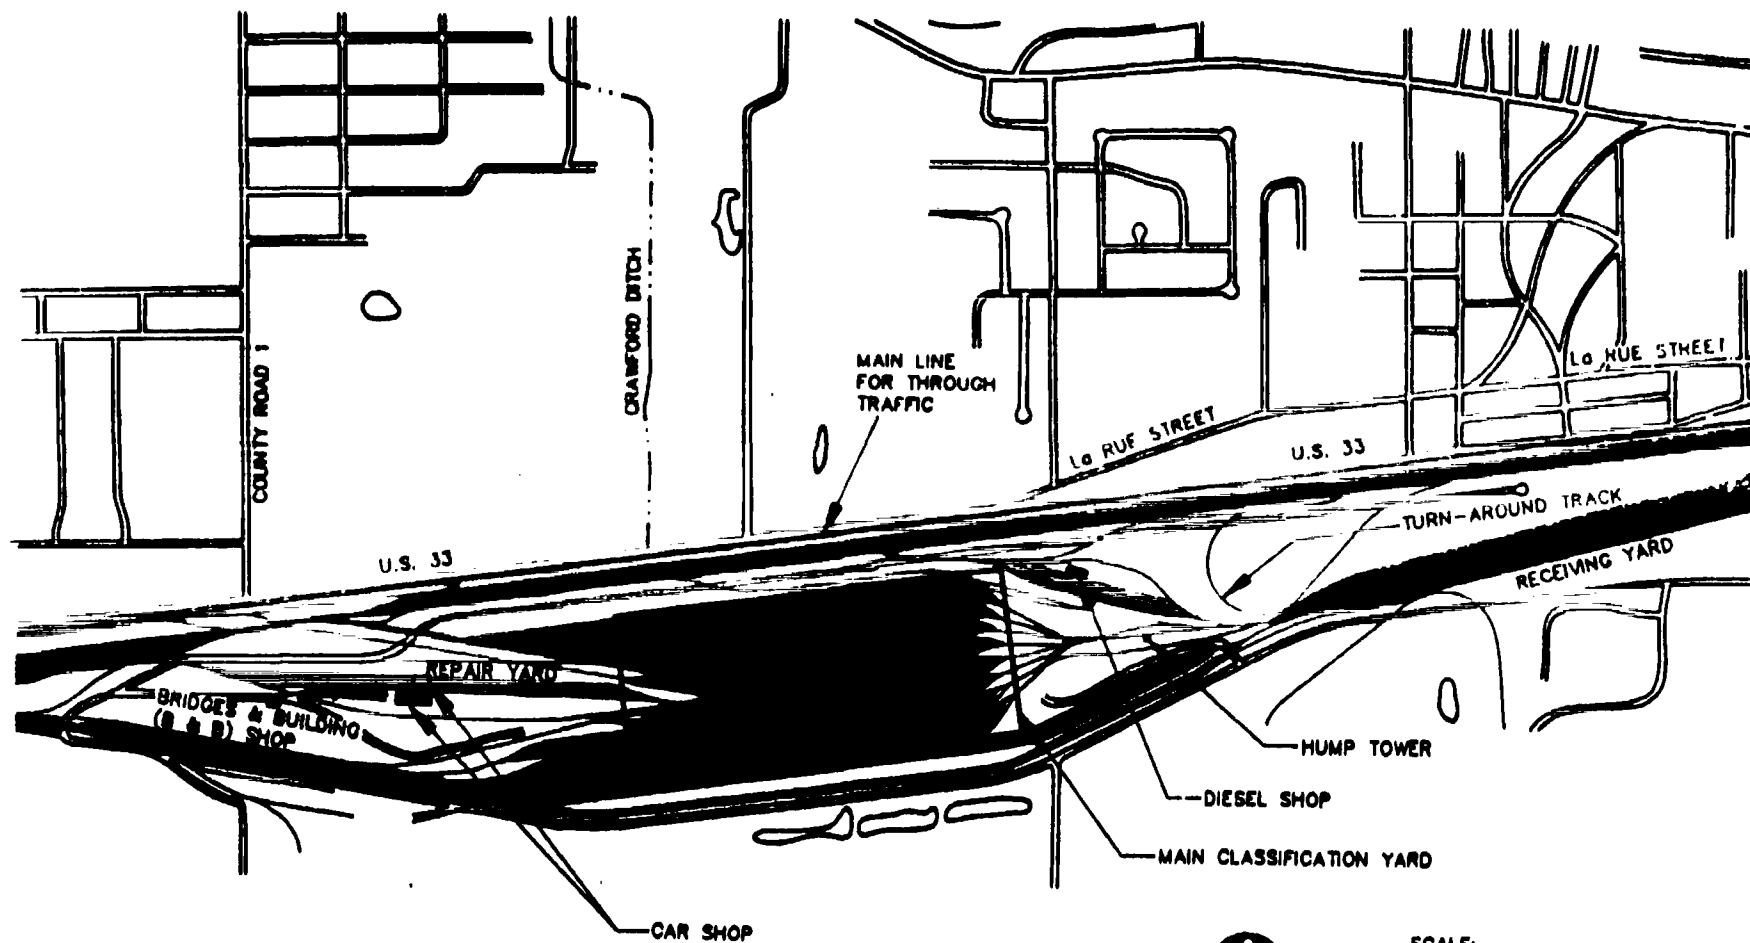 CRAWFORD DITCH
COUNTY ROAD 1
MAIN LINE
FOR THROUGH
TRAFFIC
La RUE STREET
La RUE STREET
U.S. 33
U.S. 33
TURN-AROUND TRACK
RECEIVING YARD
REPAIR YARD
BRIDGES & BUILDING
(B & B) SHOP
HUMP TOWER
DIESEL SHOP
MAIN CLASSIFICATION YARD
CAR SHOP
SCALE: